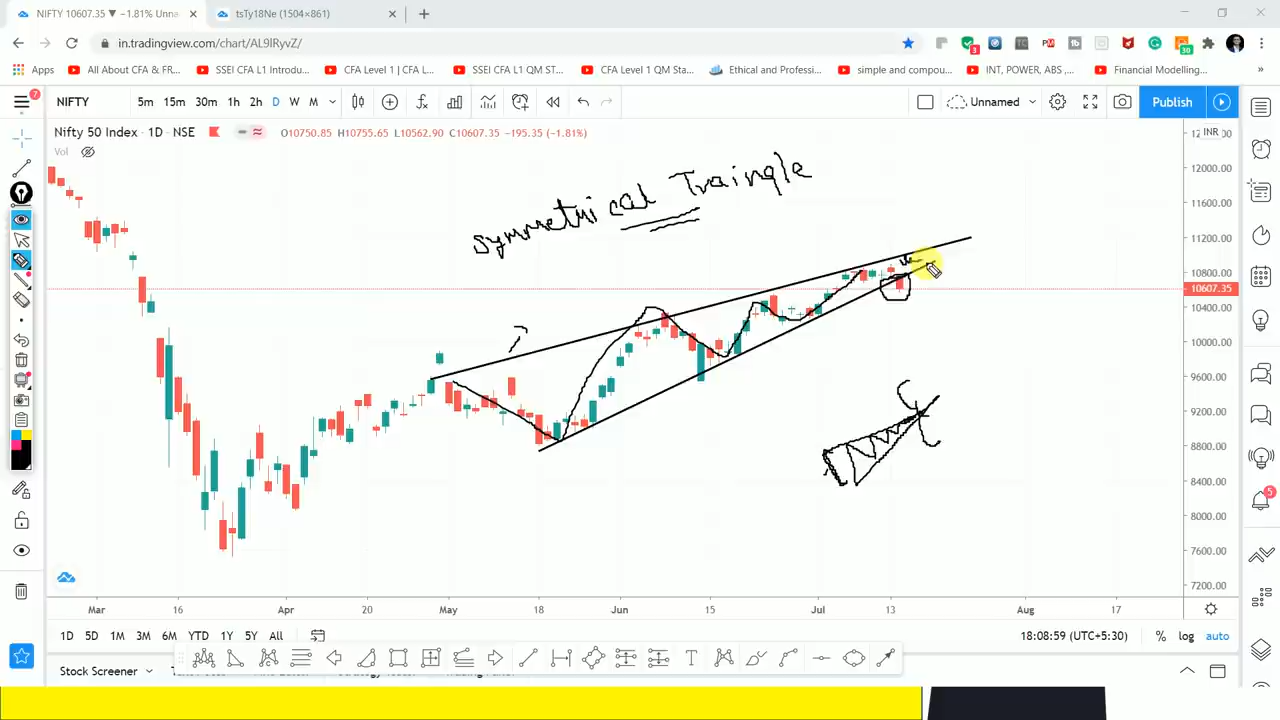 NIFTY 10607.35 ▼ −1.81% Unna
tsTy18Ne (1504×861)
in.tradingview.com/chart/AL9lRyvZ/
Apps
All About CFA & FR...
SSEI CFA L1 Introdu...
CFA Level 1 | CFA L...
SSEI CFA L1 QM ST...
CFA Level 1 QM Sta...
Ethical and Professi...
simple and compou...
INT, POWER, ABS ,...
Financial Modelling...
NIFTY 5m 15m 30m 1h 2h D W M Unnamed Publish
Nifty 50 Index · 1D · NSE O10750.85 H10755.65 L10562.90 C10607.35 −195.35 (−1.81%)
Vol
INR
symmetrical Traingle
12000.00
11600.00
11200.00
10800.00
10607.35
10400.00
10000.00
9600.00
9200.00
8800.00
8400.00
8000.00
7600.00
7200.00
Mar 16 Apr 20 May 18 Jun 15 Jul 13 Aug 17
1D 5D 1M 3M 6M YTD 1Y 5Y All 18:08:59 (UTC+5:30) % log auto
Stock Screener